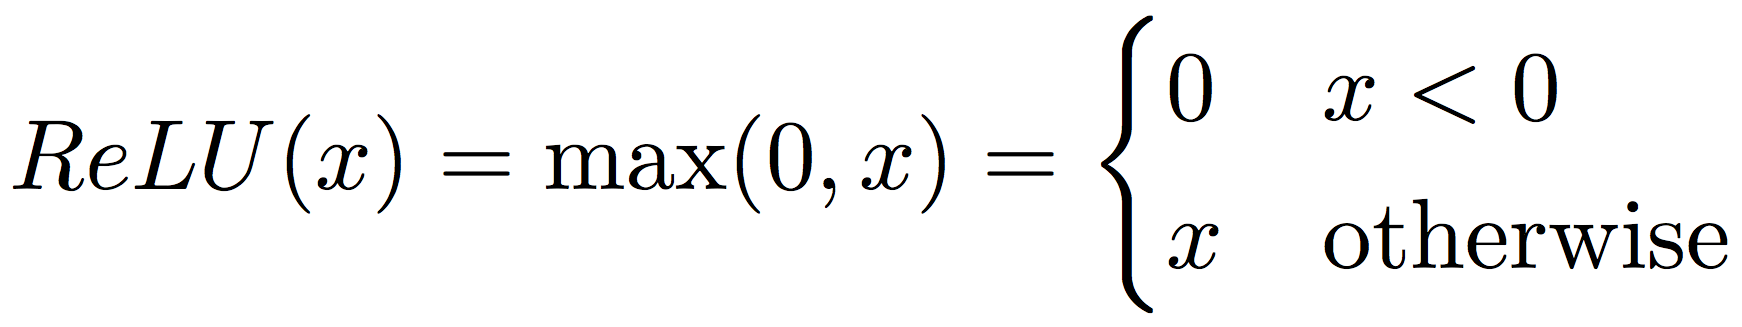 ReLU(x) = max(0, x) = { 0 x < 0
x otherwise